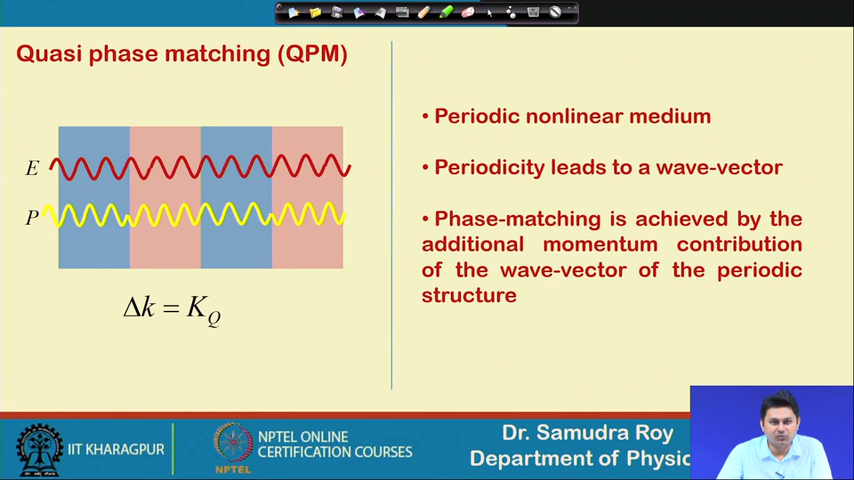 Quasi phase matching (QPM)
E
P
Δk = K_Q
• Periodic nonlinear medium
• Periodicity leads to a wave-vector
• Phase-matching is achieved by the
additional momentum contribution
of the wave-vector of the periodic
structure
IIT KHARAGPUR
NPTEL
NPTEL ONLINE
CERTIFICATION COURSES
Dr. Samudra Roy
Department of Physic